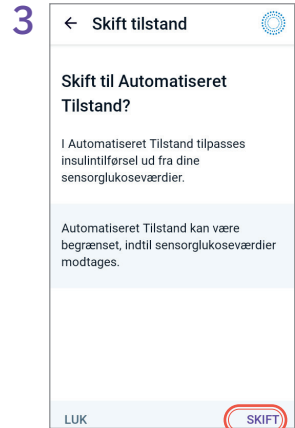 3
← Skift tilstand
Skift til Automatiseret
Tilstand?
I Automatiseret Tilstand tilpasses
insulintilførsel ud fra dine
sensorglukoseværdier.
Automatiseret Tilstand kan være
begrænset, indtil sensorglukoseværdier
modtages.
LUK SKIFT